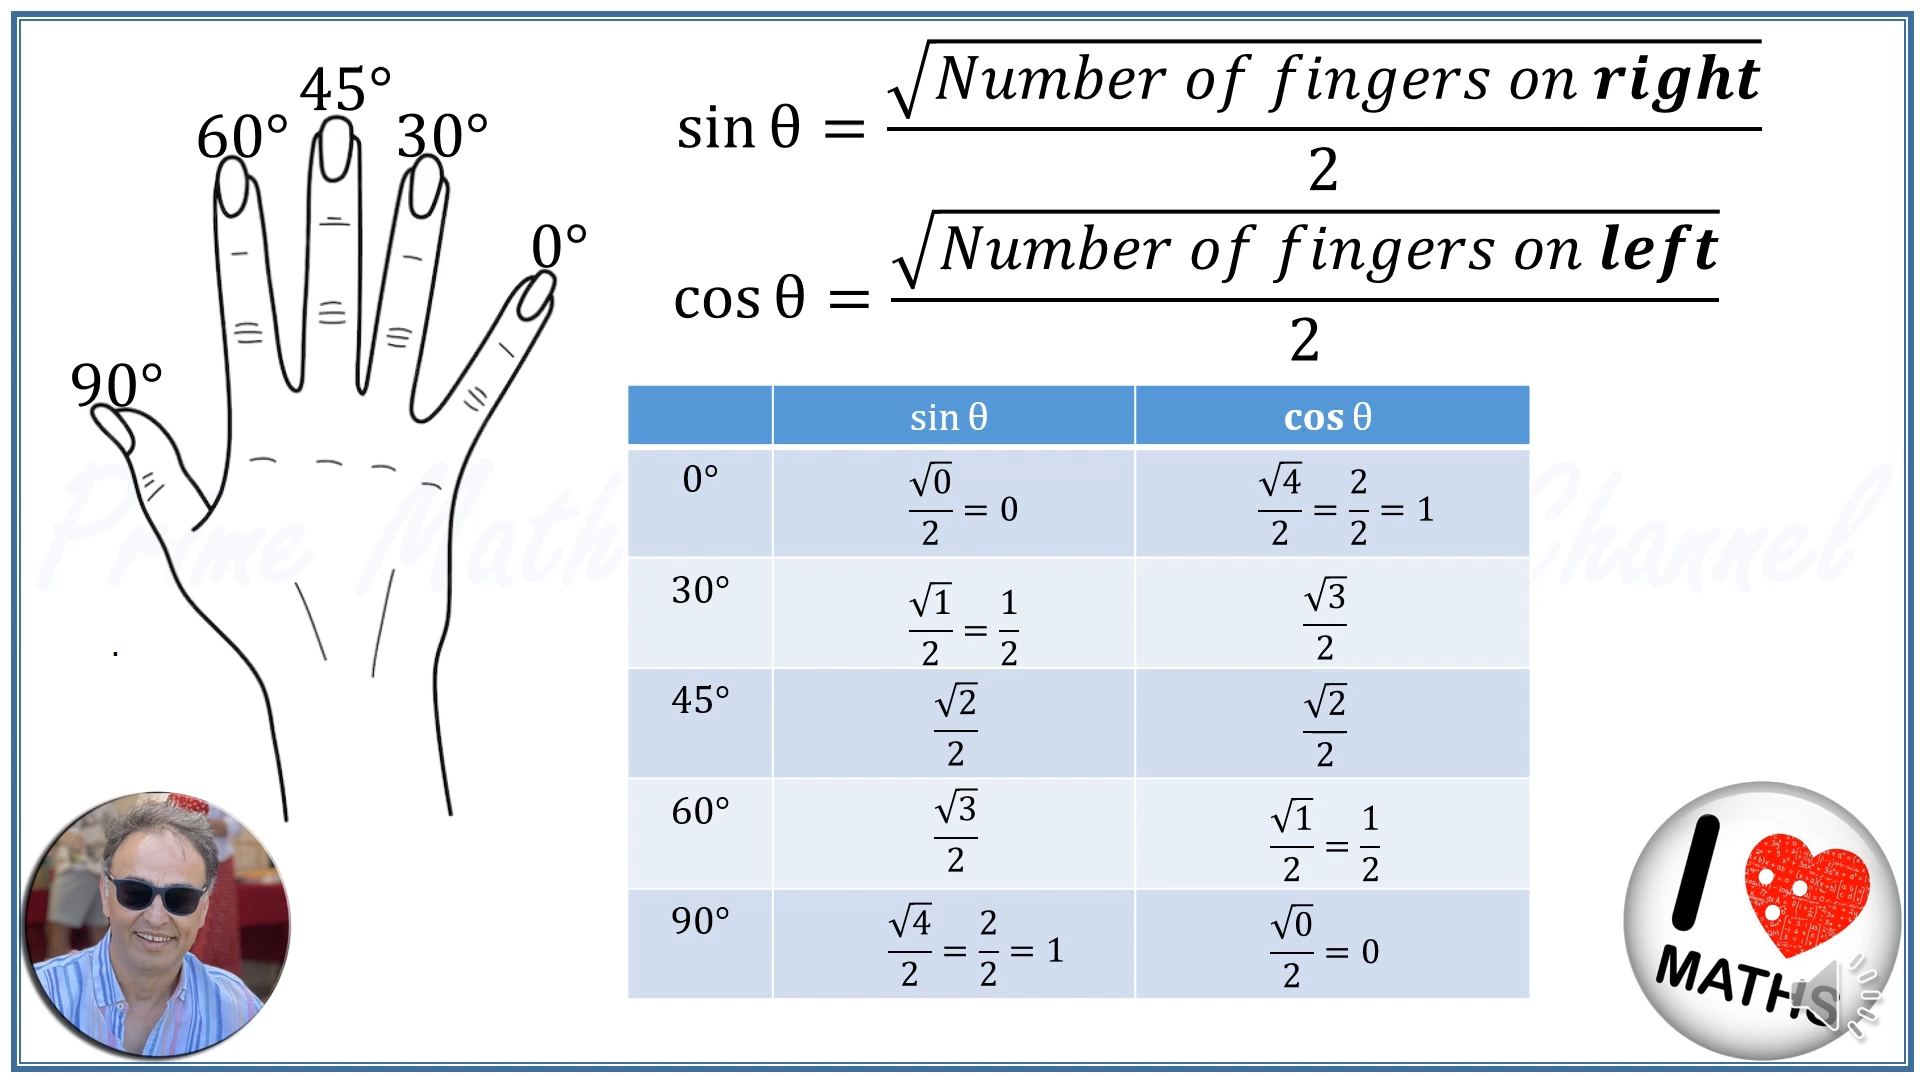 45°
60°
30°
0°
90°
sin θ = √Number of fingers on right / 2
cos θ = √Number of fingers on left / 2
sin θ cos θ
0° √0/2 = 0 √4/2 = 2/2 = 1
30° √1/2 = 1/2 √3/2
45° √2/2 √2/2
60° √3/2 √1/2 = 1/2
90° √4/2 = 2/2 = 1 √0/2 = 0
Prime Math Channel
I
MATHS